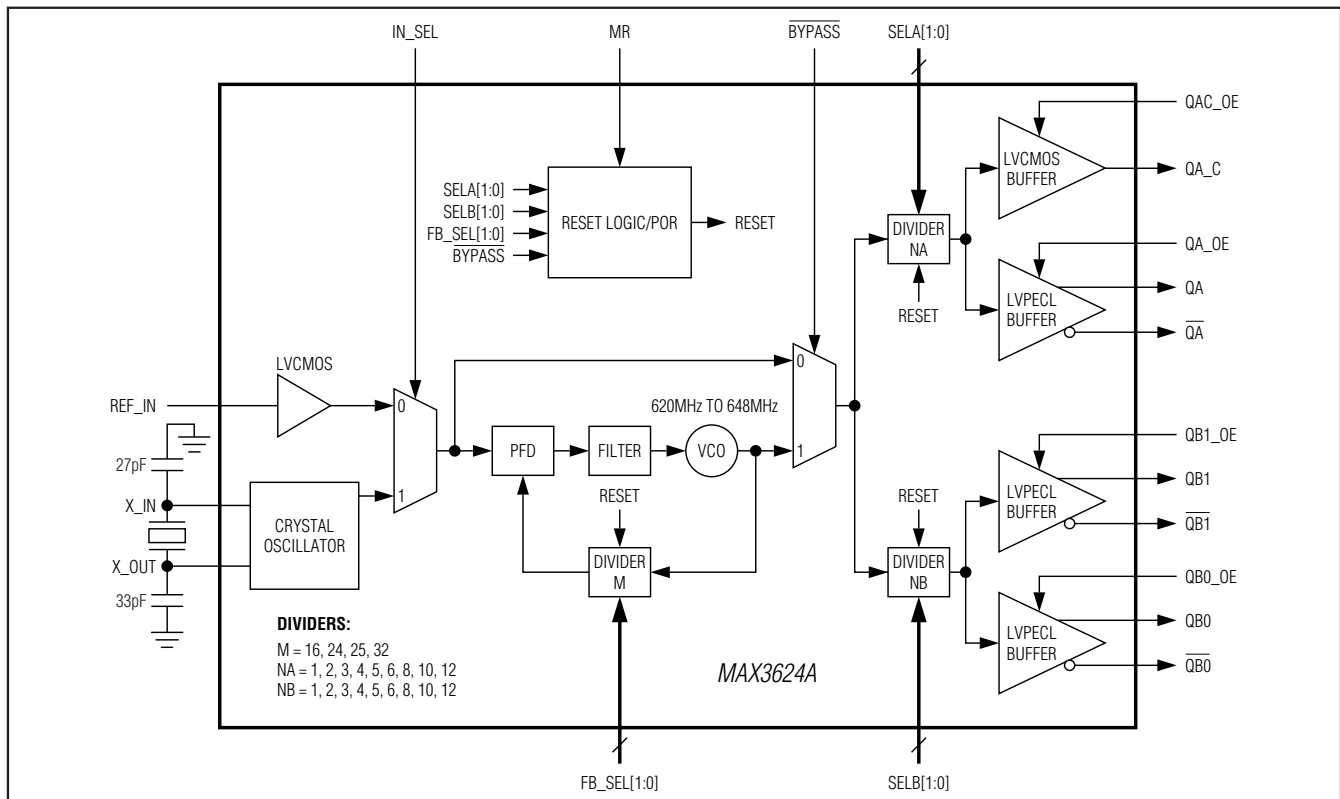 IN_SEL
MR
BYPASS
SELA[1:0]
QAC_OE
LVCMOS
BUFFER
QA_C
SELA[1:0]
SELB[1:0]
FB_SEL[1:0]
BYPASS
RESET LOGIC/POR
RESET
DIVIDER
NA
RESET
QA_OE
LVPECL
BUFFER
QA
QA
LVCMOS
REF_IN
0
1
620MHz TO 648MHz
0
1
27pF
X_IN
X_OUT
33pF
CRYSTAL
OSCILLATOR
PFD
FILTER
VCO
RESET
DIVIDER
M
RESET
DIVIDER
NB
QB1_OE
LVPECL
BUFFER
QB1
QB1
QB0_OE
LVPECL
BUFFER
QB0
QB0
DIVIDERS:
M = 16, 24, 25, 32
NA = 1, 2, 3, 4, 5, 6, 8, 10, 12
NB = 1, 2, 3, 4, 5, 6, 8, 10, 12
MAX3624A
FB_SEL[1:0]
SELB[1:0]